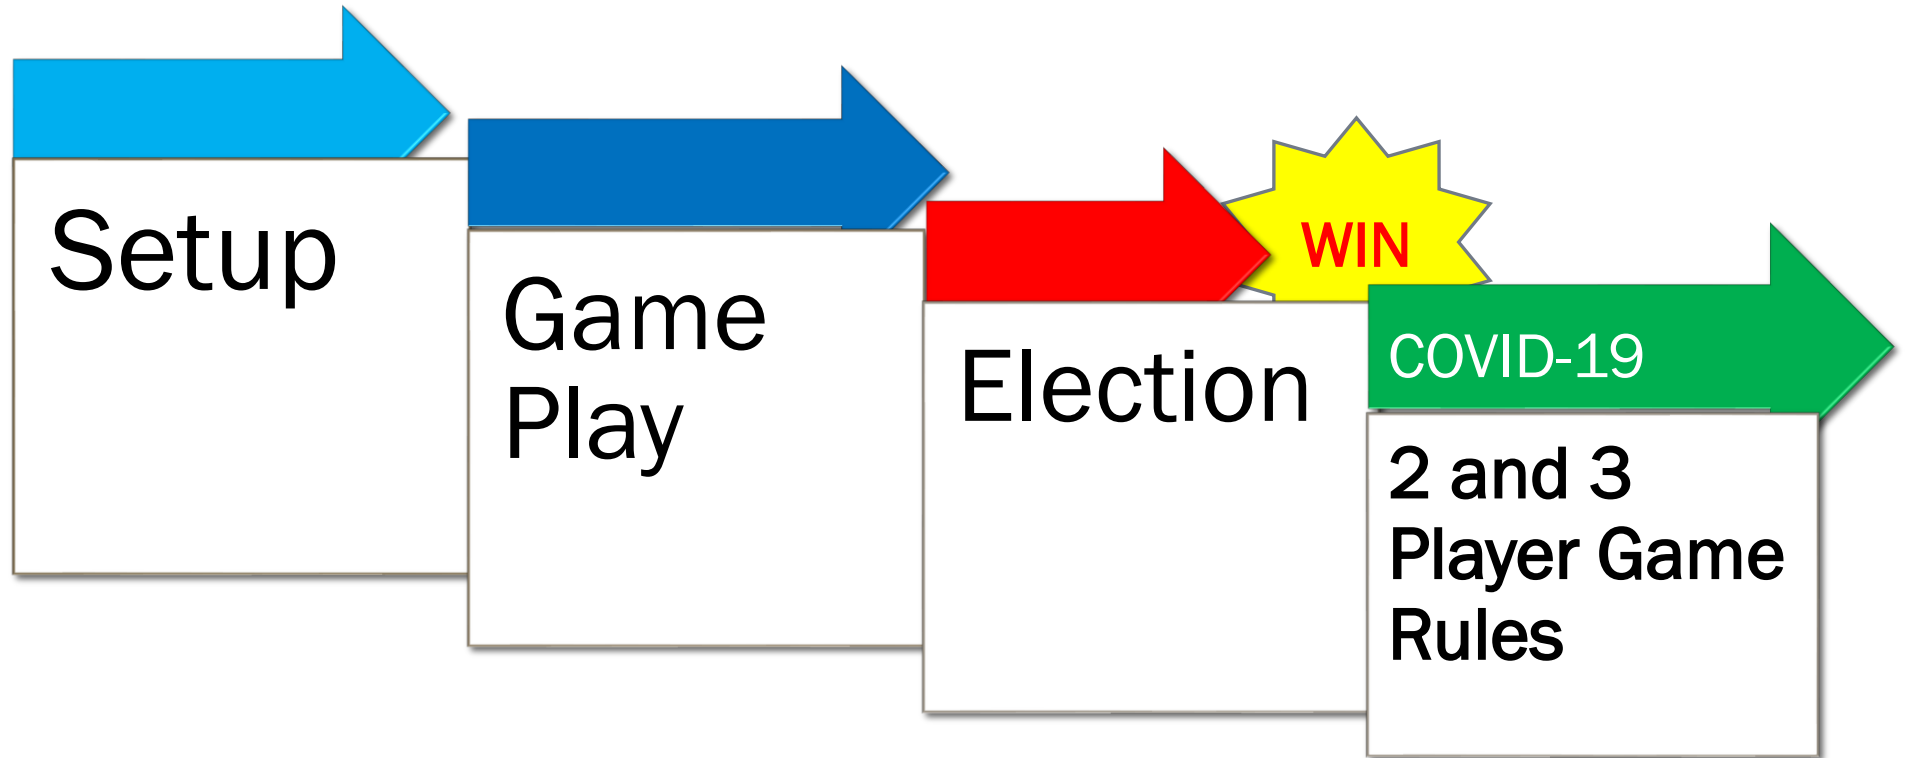 Setup
Game
Play
Election
WIN
COVID-19
2 and 3
Player Game
Rules